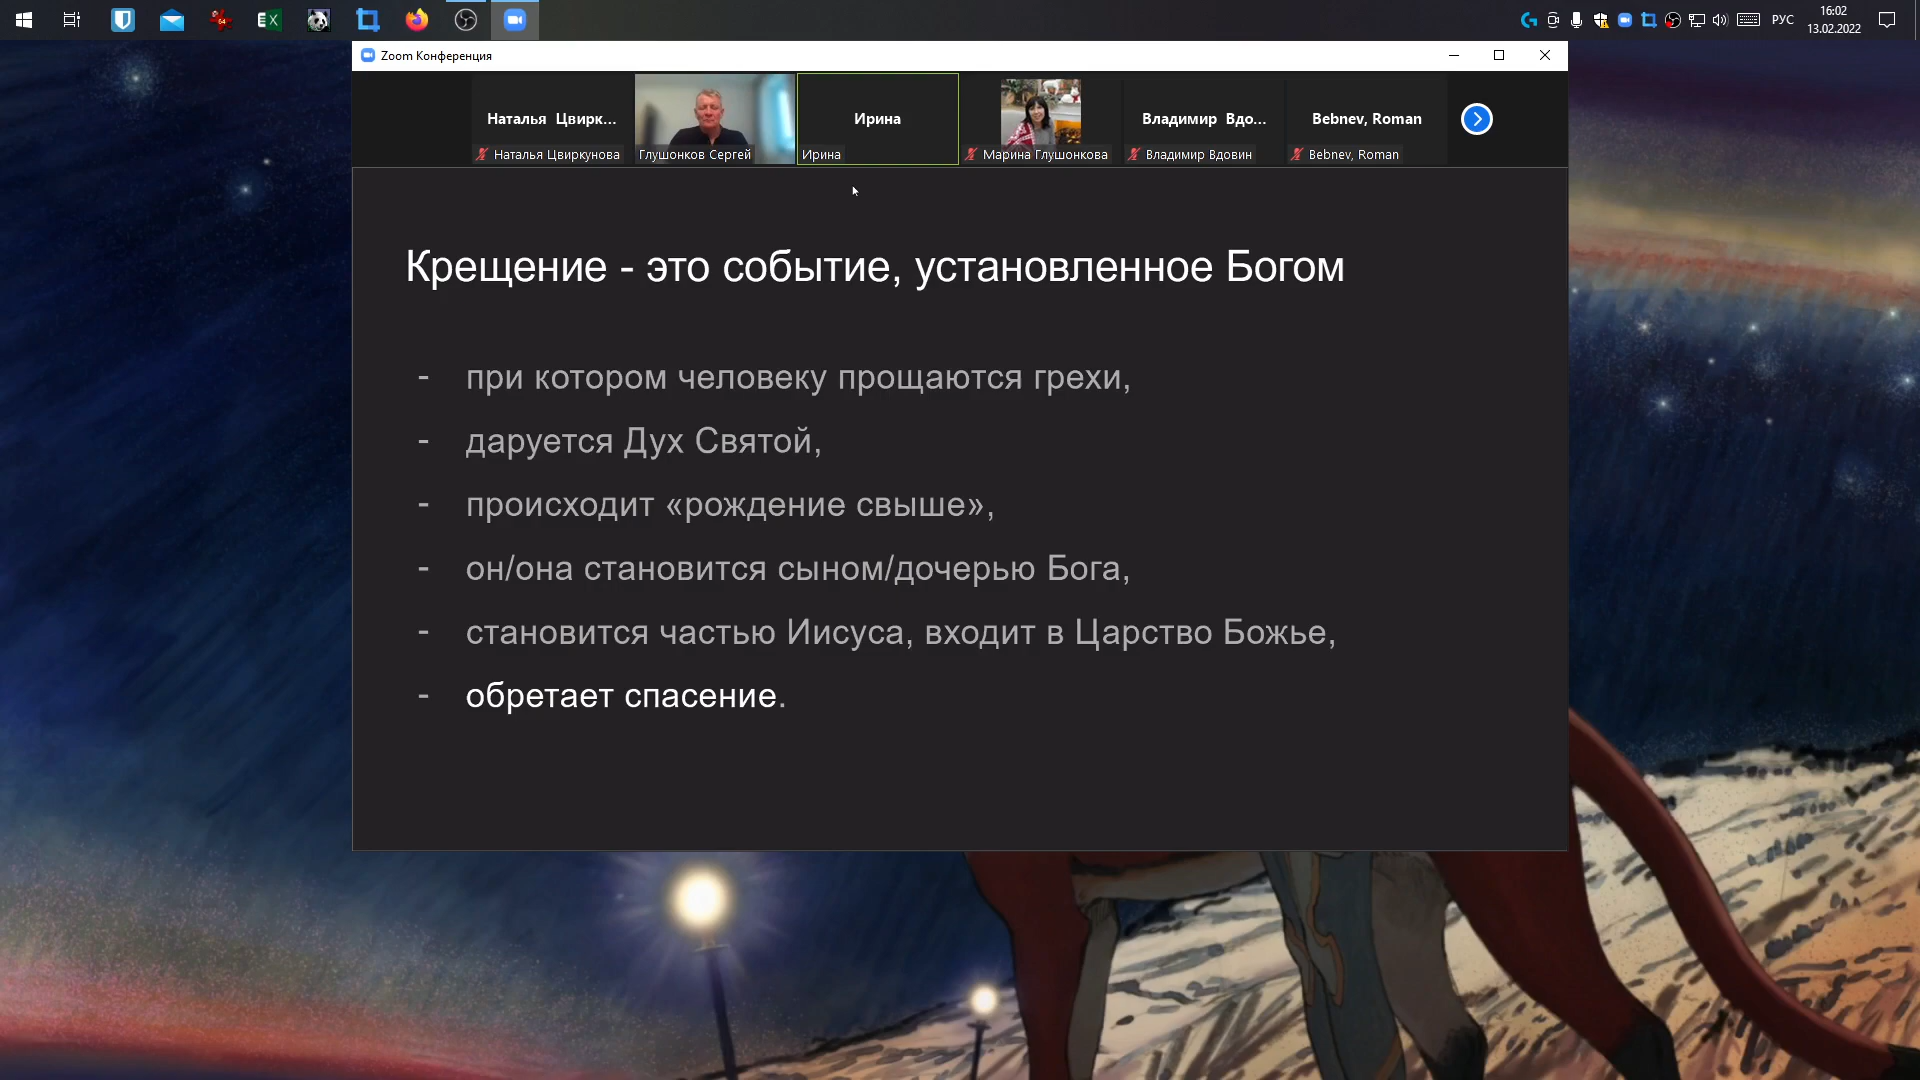 64
РУС
16:02
13.02.2022
Zoom Конференция
Наталья Цвирк...
Ирина
Владимир Вдо...
Bebnev, Roman
Наталья Цвиркунова
Глушонков Сергей
Ирина
Марина Глушонкова
Владимир Вдовин
Bebnev, Roman
Крещение - это событие, установленное Богом
- при котором человеку прощаются грехи,
- даруется Дух Святой,
- происходит «рождение свыше»,
- он/она становится сыном/дочерью Бога,
- становится частью Иисуса, входит в Царство Божье,
- обретает спасение.